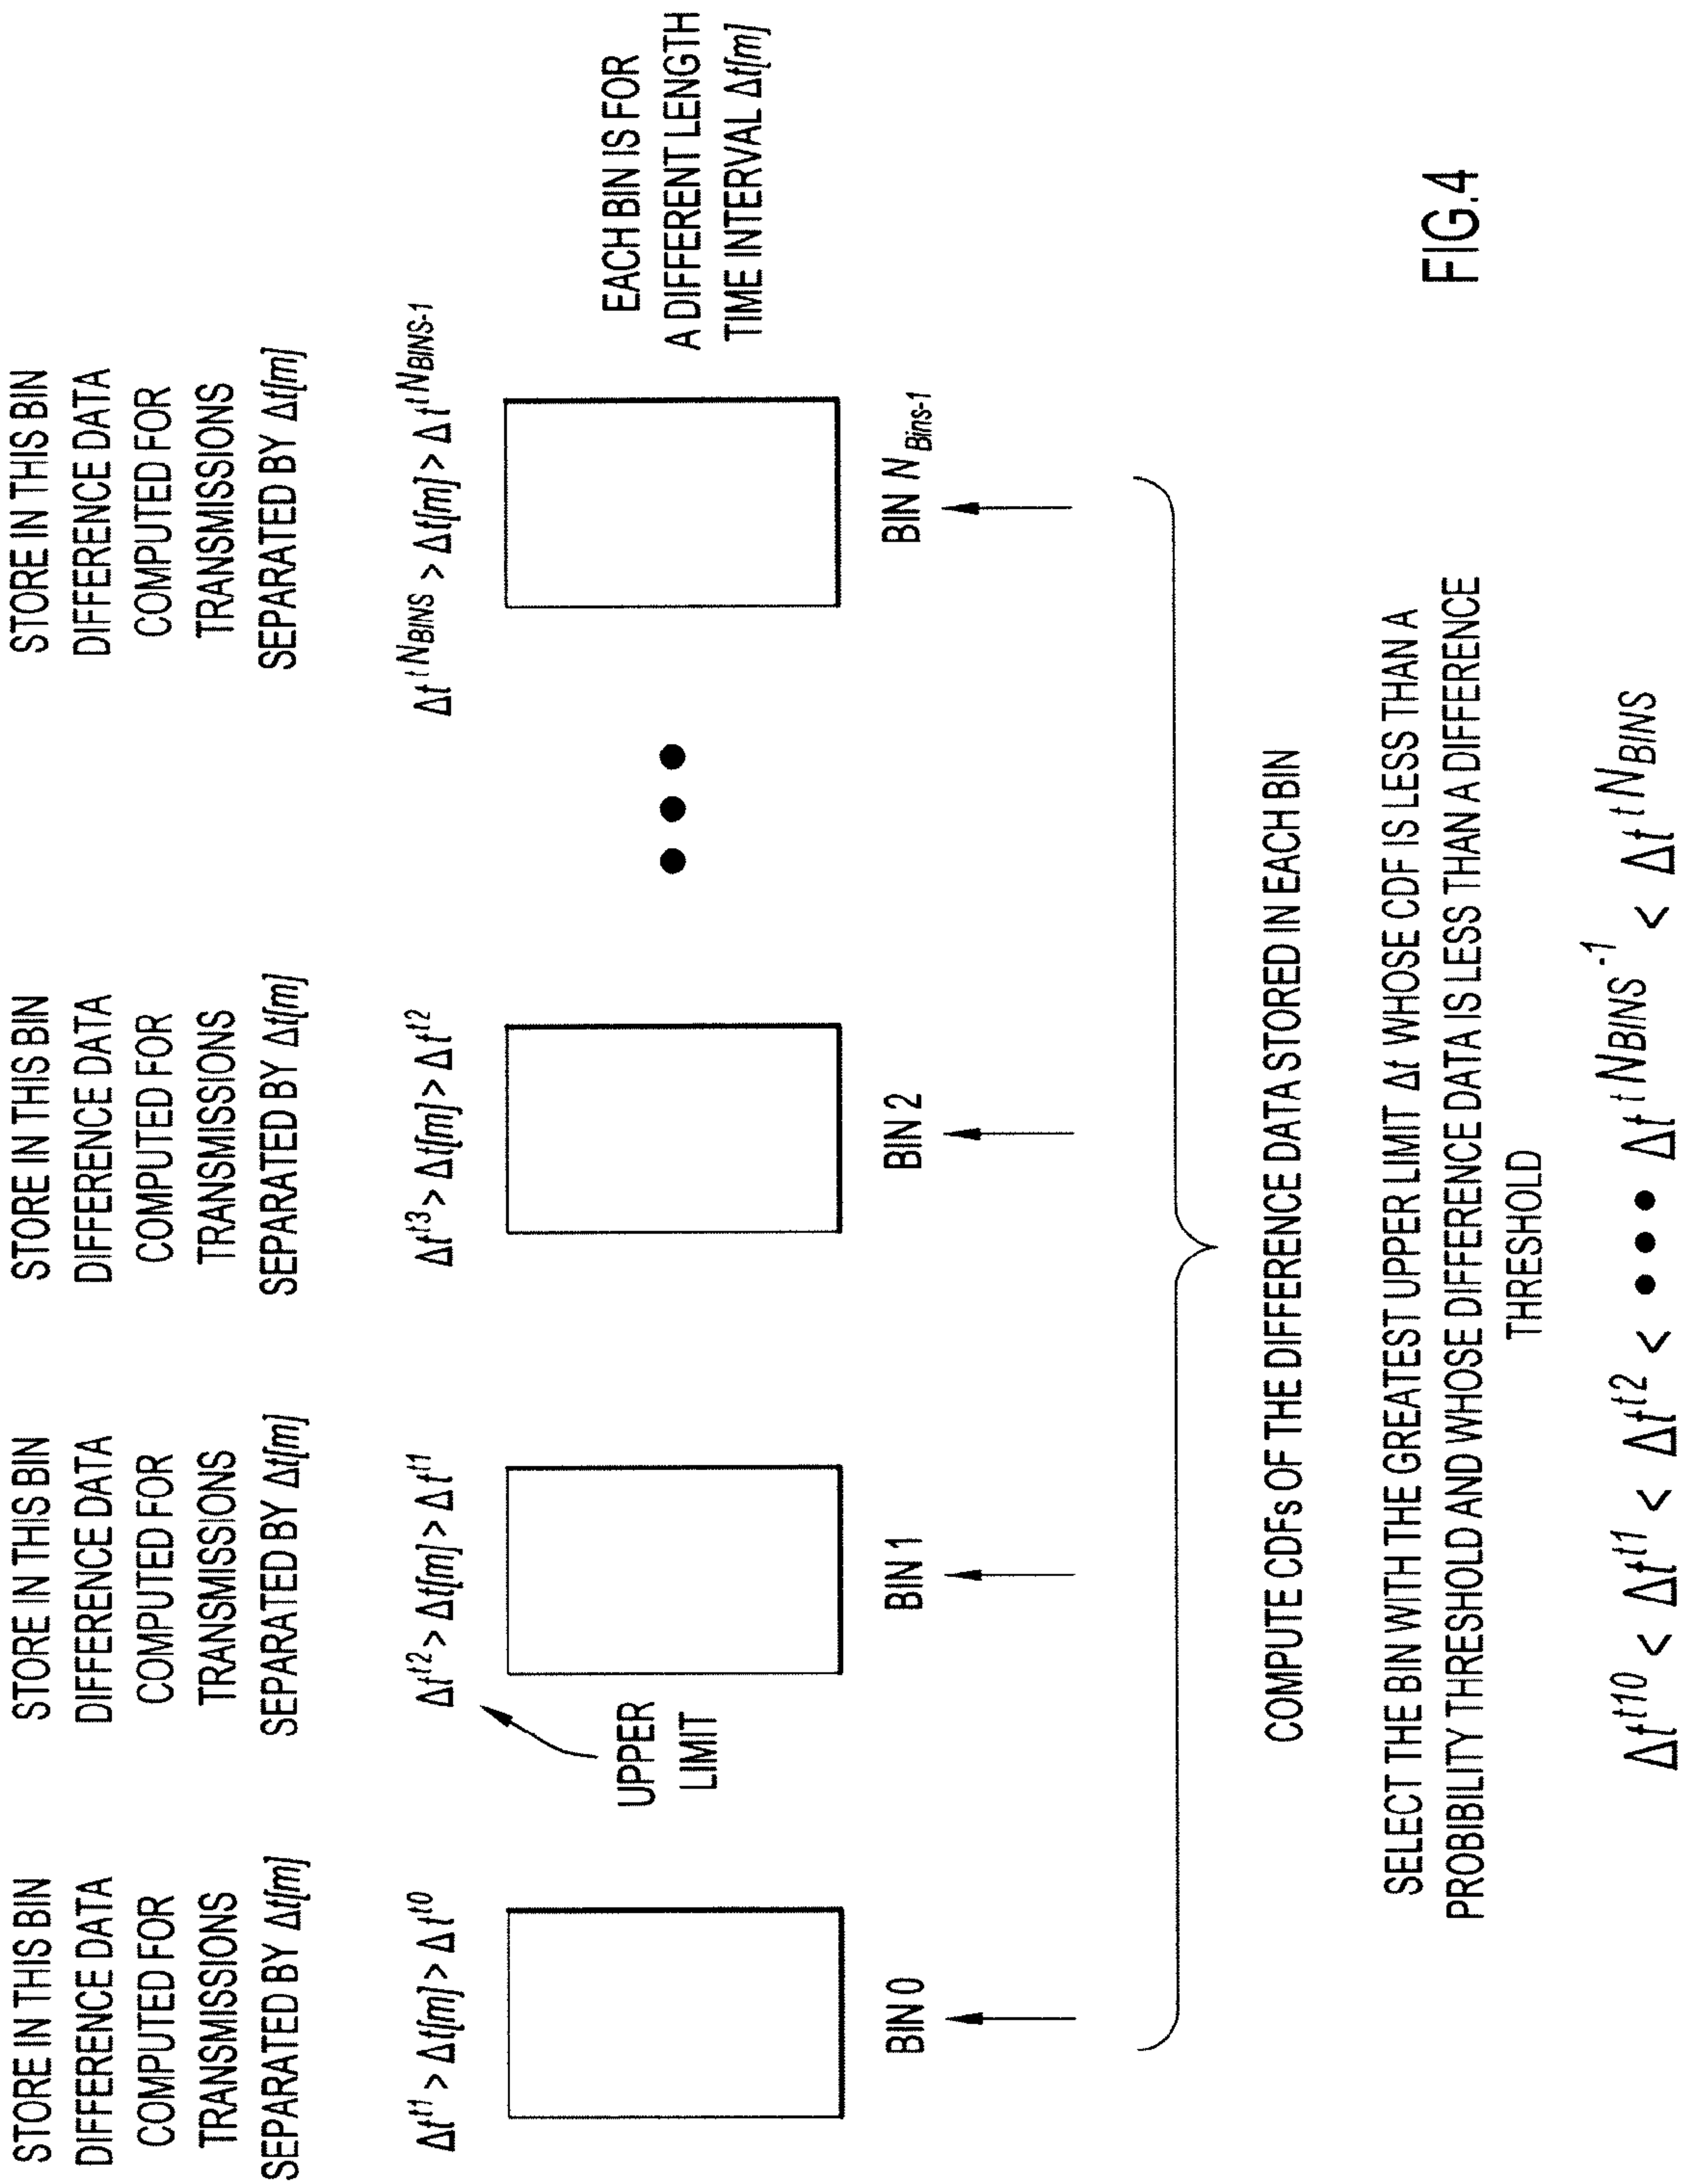 STORE IN THIS BIN
DIFFERENCE DATA
COMPUTED FOR
TRANSMISSIONS
SEPARATED BY Δt[m]
Δt^t1 > Δt[m] > Δt^t0
BIN 0
STORE IN THIS BIN
DIFFERENCE DATA
COMPUTED FOR
TRANSMISSIONS
SEPARATED BY Δt[m]
Δt^t2 > Δt[m] > Δt^t1
UPPER
LIMIT
BIN 1
STORE IN THIS BIN
DIFFERENCE DATA
COMPUTED FOR
TRANSMISSIONS
SEPARATED BY Δt[m]
Δt^t3 > Δt[m] > Δt^t2
BIN 2
● ● ●
STORE IN THIS BIN
DIFFERENCE DATA
COMPUTED FOR
TRANSMISSIONS
SEPARATED BY Δt[m]
Δt^t N_BINS > Δt[m] > Δt^t N_BINS-1
BIN N_Bins-1
EACH BIN IS FOR
A DIFFERENT LENGTH
TIME INTERVAL Δt[m]
COMPUTE CDFs OF THE DIFFERENCE DATA STORED IN EACH BIN
SELECT THE BIN WITH THE GREATEST UPPER LIMIT Δt WHOSE CDF IS LESS THAN A
PROBABILITY THRESHOLD AND WHOSE DIFFERENCE DATA IS LESS THAN A DIFFERENCE
THRESHOLD
Δt^t10 < Δt^t1 < Δt^t2 < ● ● ● Δt^t N_BINS^-1 < Δt^t N_BINS
FIG.4